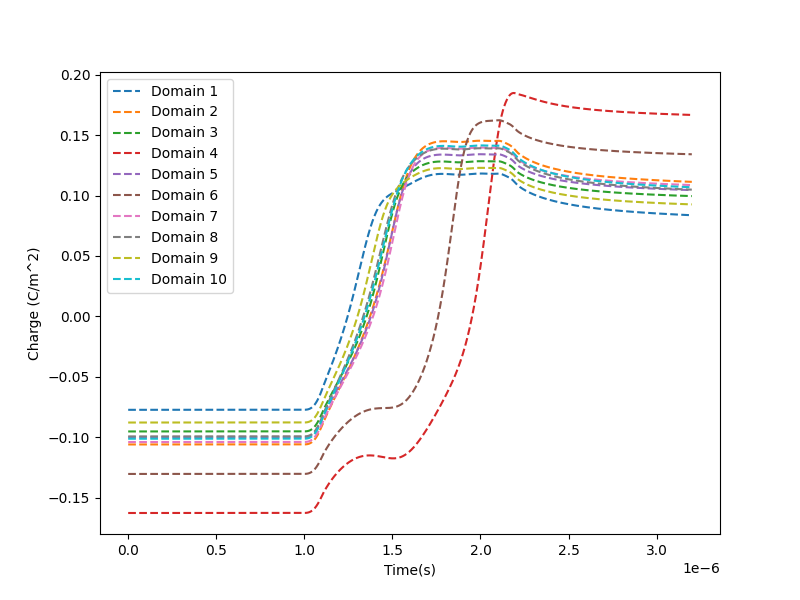 0.20
0.15
0.10
0.05
0.00
−0.05
−0.10
−0.15
Charge (C/m^2)
Domain 1
Domain 2
Domain 3
Domain 4
Domain 5
Domain 6
Domain 7
Domain 8
Domain 9
Domain 10
0.0 0.5 1.0 1.5 2.0 2.5 3.0
1e−6
Time(s)